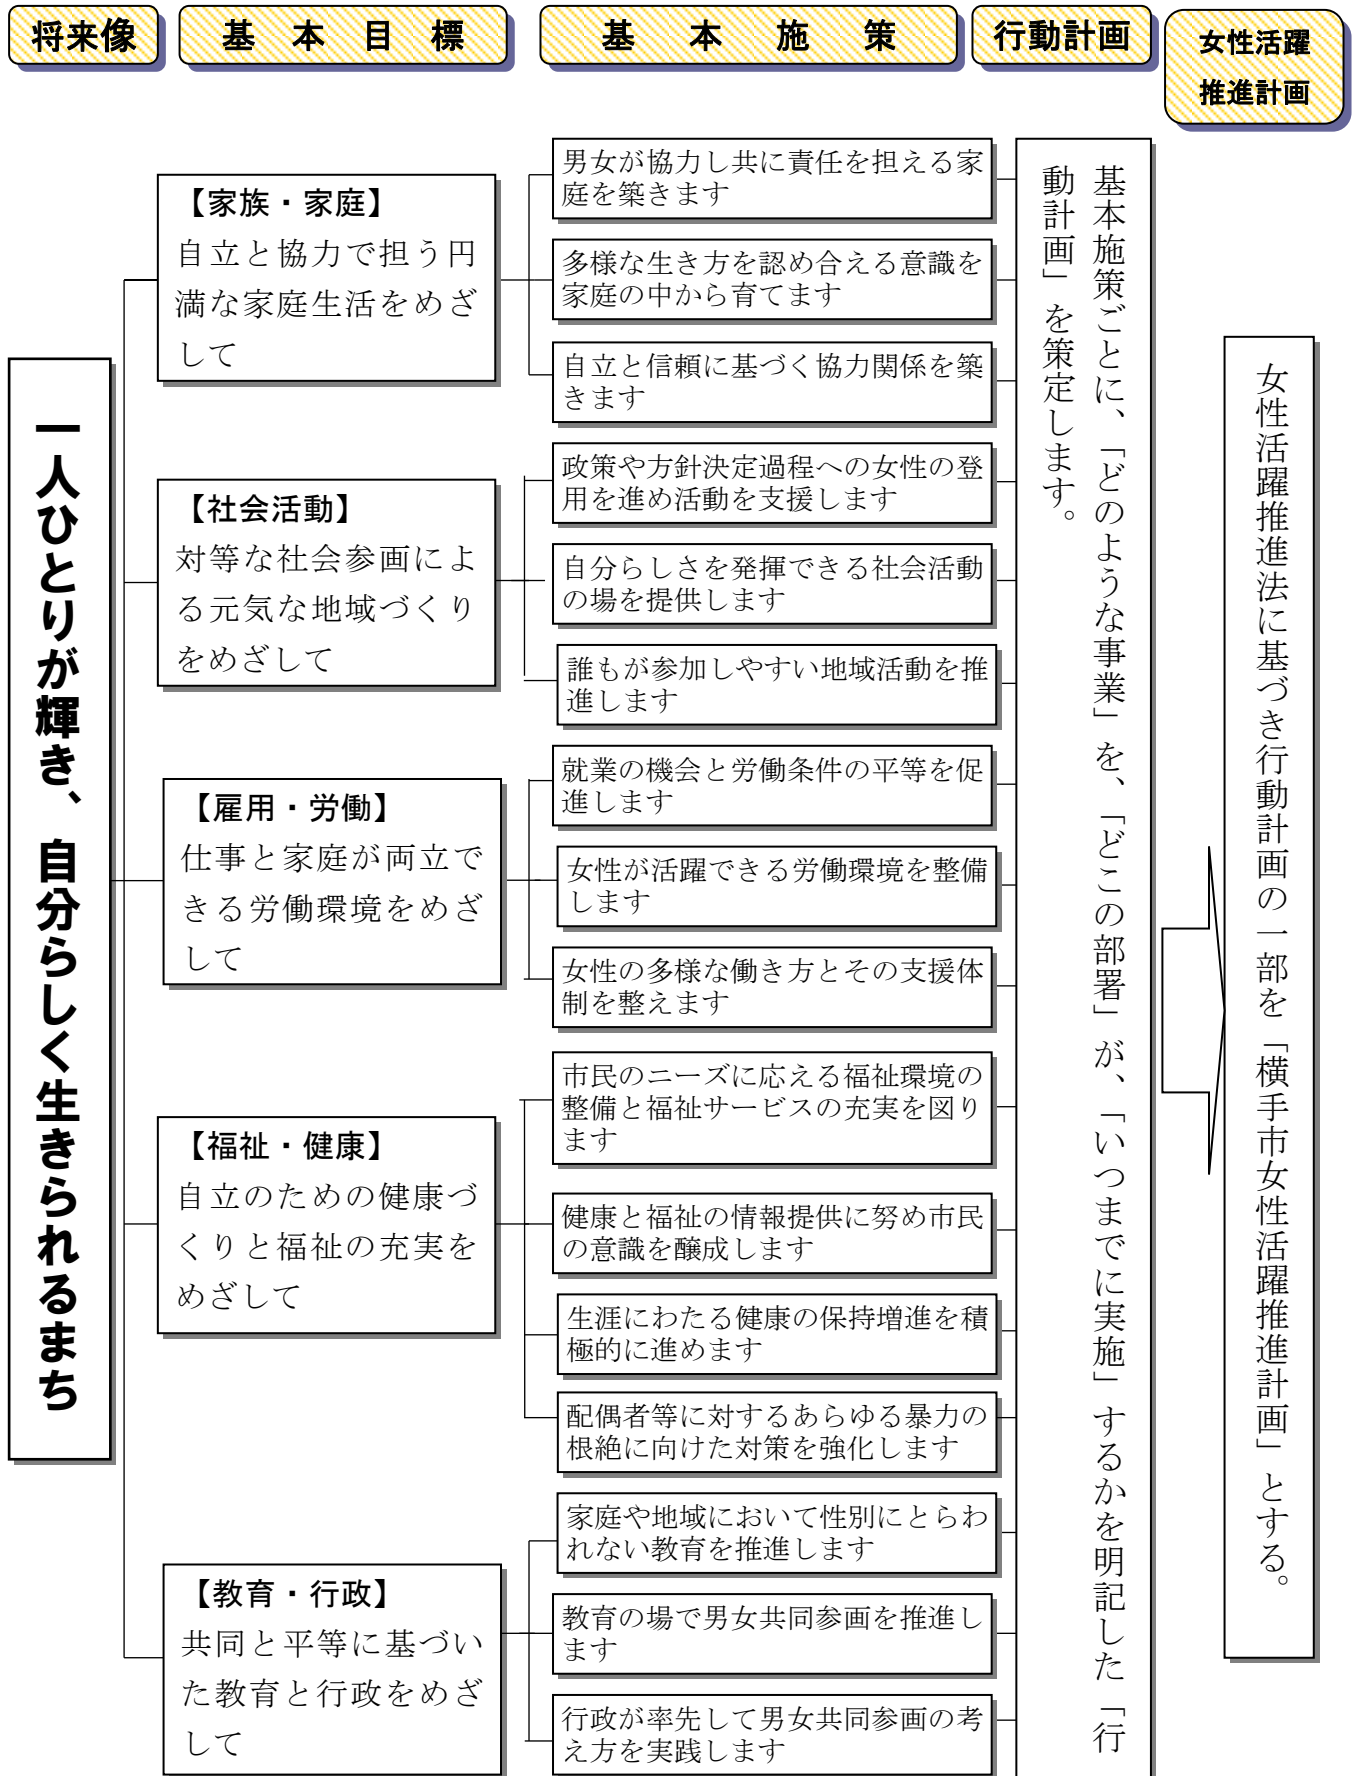 将来像
基本目標
基本施策
行動計画
女性活躍
推進計画
一人ひとりが輝き、自分らしく生きられるまち
【家族・家庭】
自立と協力で担う円
満な家庭生活をめざ
して
男女が協力し共に責任を担える家
庭を築きます
多様な生き方を認め合える意識を
家庭の中から育てます
自立と信頼に基づく協力関係を築
きます
【社会活動】
対等な社会参画によ
る元気な地域づくり
をめざして
政策や方針決定過程への女性の登
用を進め活動を支援します
自分らしさを発揮できる社会活動
の場を提供します
誰もが参加しやすい地域活動を推
進します
【雇用・労働】
仕事と家庭が両立で
きる労働環境をめざ
して
就業の機会と労働条件の平等を促
進します
女性が活躍できる労働環境を整備
します
女性の多様な働き方とその支援体
制を整えます
【福祉・健康】
自立のための健康づ
くりと福祉の充実を
めざして
市民のニーズに応える福祉環境の
整備と福祉サービスの充実を図り
ます
健康と福祉の情報提供に努め市民
の意識を醸成します
生涯にわたる健康の保持増進を積
極的に進めます
配偶者等に対するあらゆる暴力の
根絶に向けた対策を強化します
【教育・行政】
共同と平等に基づい
た教育と行政をめざ
して
家庭や地域において性別にとらわ
れない教育を推進します
教育の場で男女共同参画を推進し
ます
行政が率先して男女共同参画の考
え方を実践します
基本施策ごとに、「どのような事業」を、「どこの部署」が、「いつまでに実施」するかを明記した「行
動計画」を策定します。
女性活躍推進法に基づき行動計画の一部を「横手市女性活躍推進計画」とする。